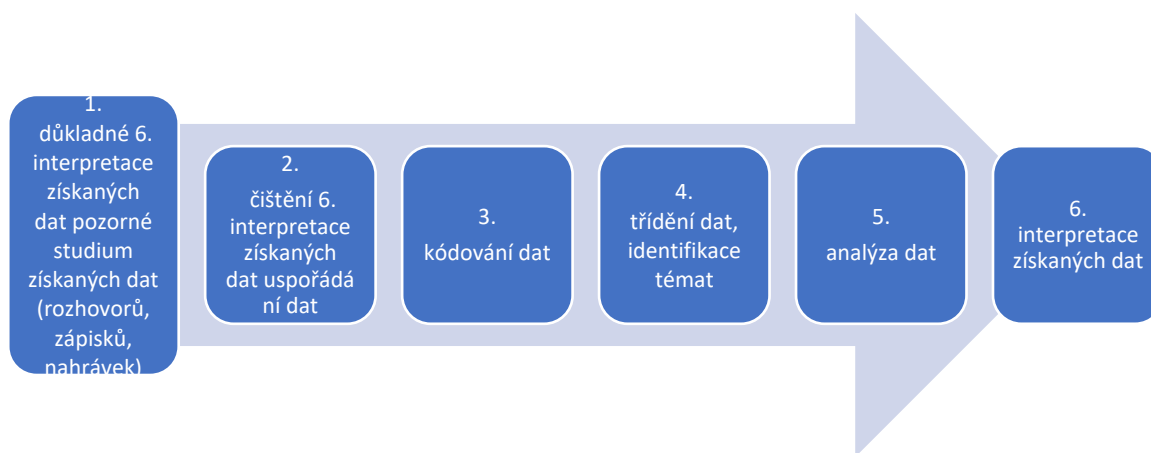 1.
důkladné 6.
interpretace
získaných
dat pozorné
studium
získaných dat
(rozhovorů,
zápisků,
nahrávek)
2.
čištění 6.
interpretace
získaných
dat uspořádá
ní dat
3.
kódování dat
4.
třídění dat,
identifikace
témat
5.
analýza dat
6.
interpretace
získaných dat